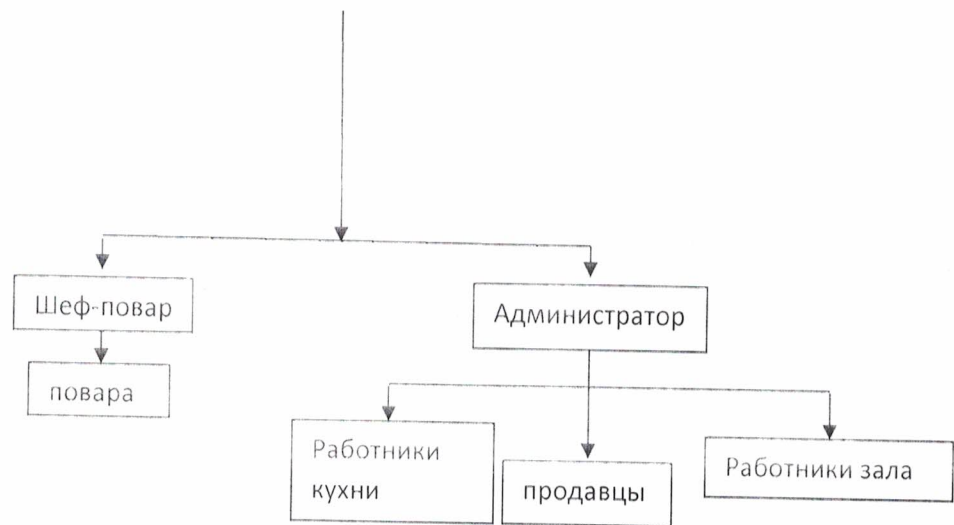 Шеф-повар
Администратор
повара
Работники
кухни
продавцы
Работники зала